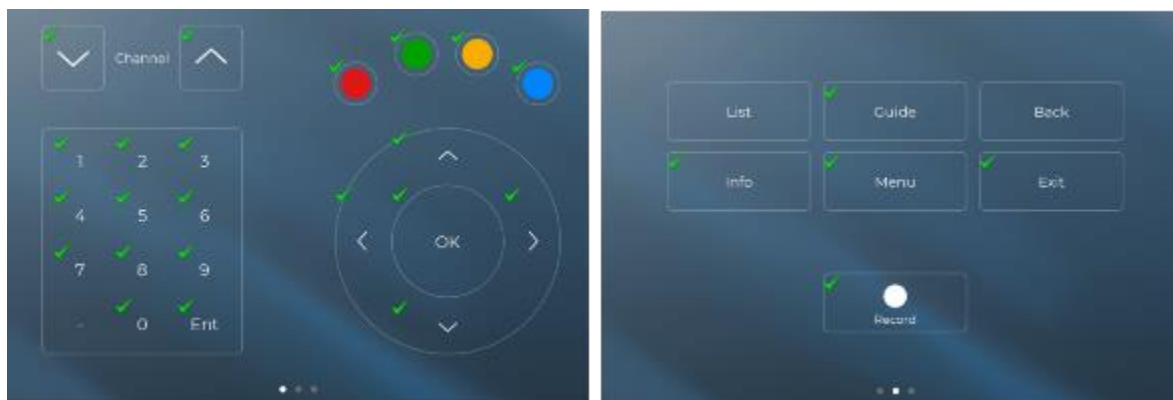 Channel
1 2 3
4 5 6
7 8 9
- 0 Ent
OK
List Guide Back
Info Menu Exit
Record